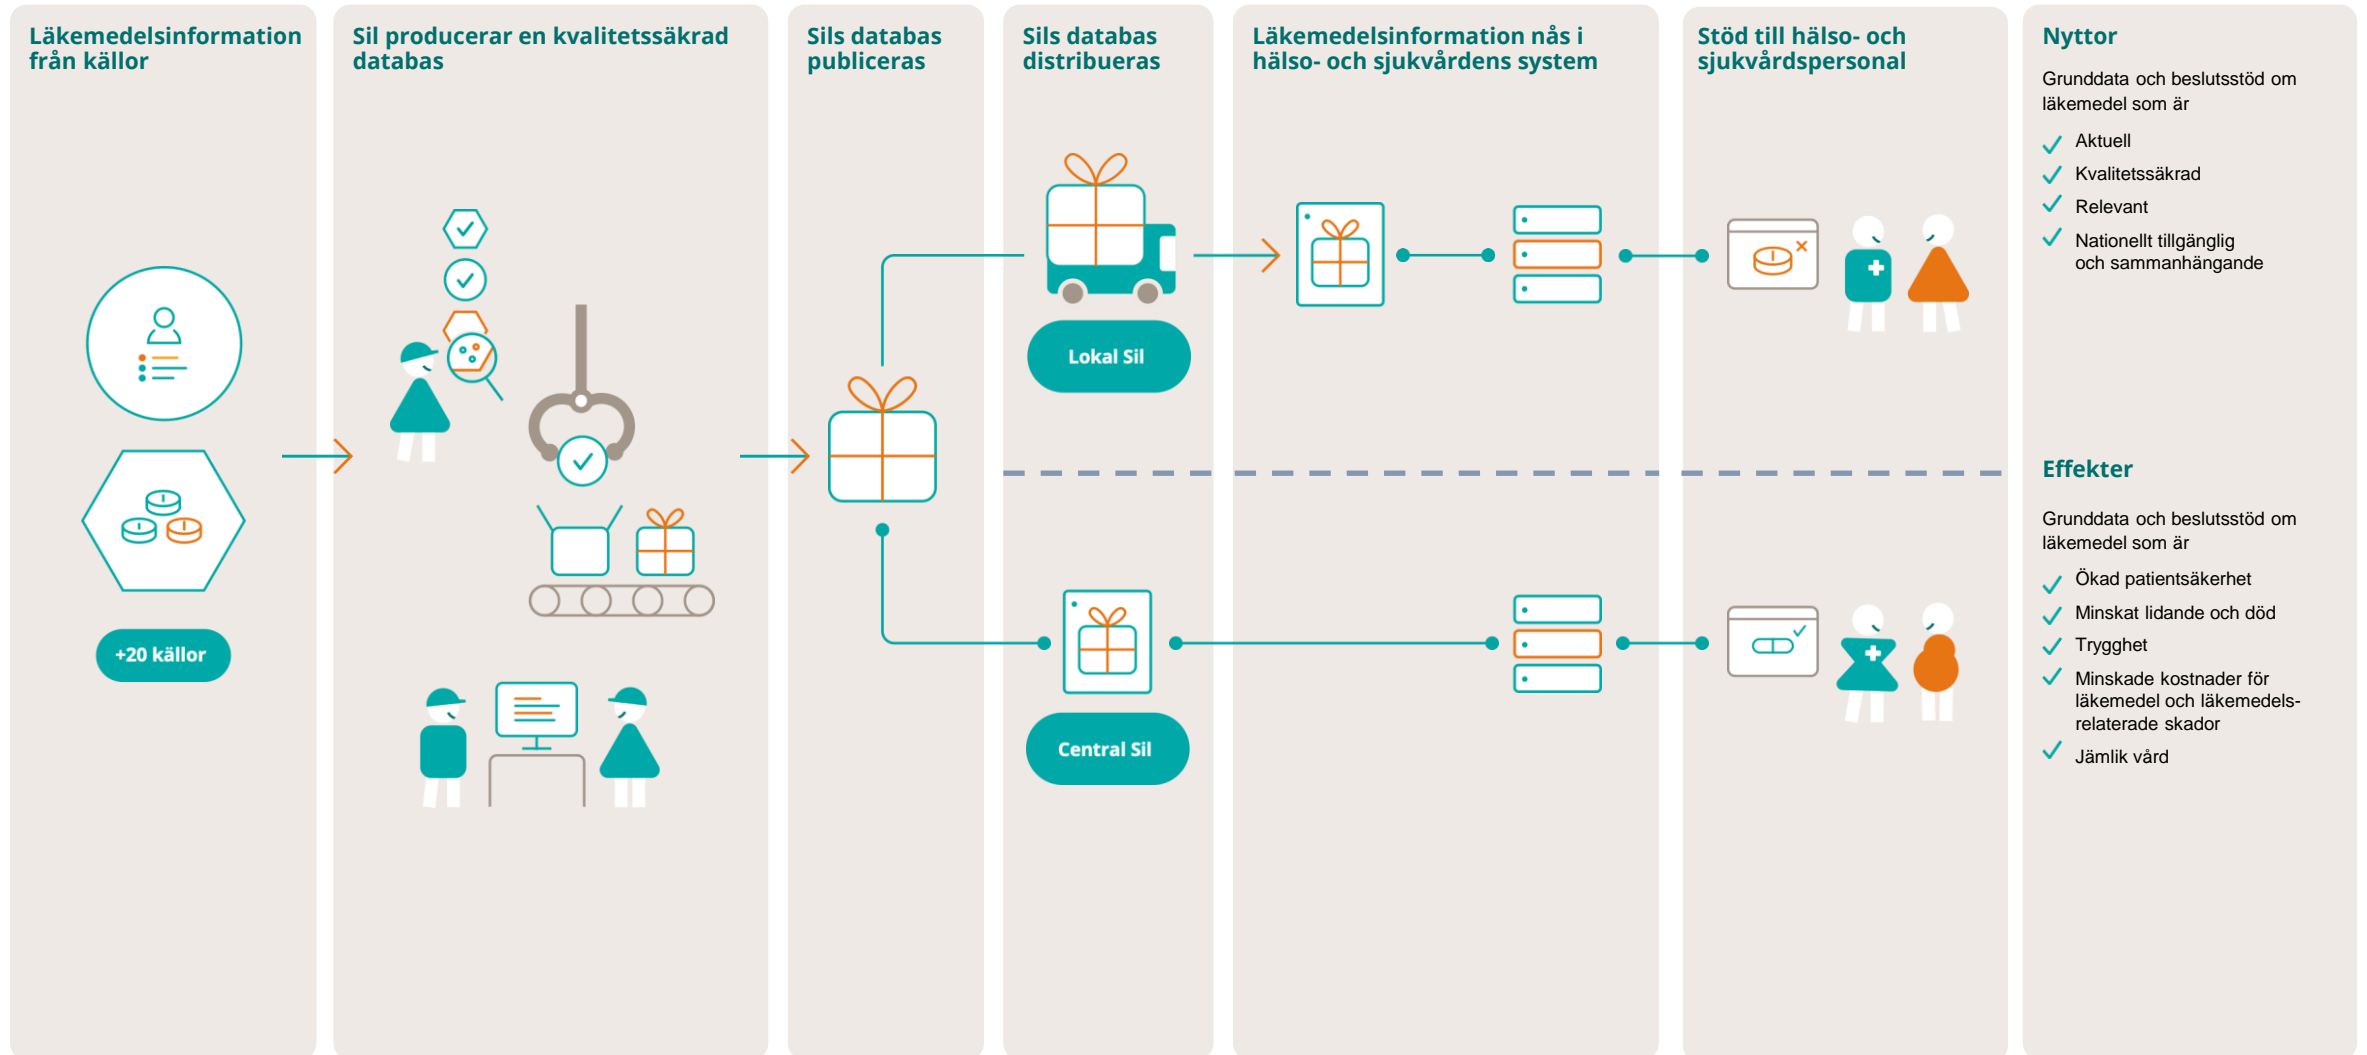 Läkemedelsinformation
från källor
+20 källor
Sil producerar en kvalitetssäkrad
databas
Sils databas
publiceras
Sils databas
distribueras
Lokal Sil
Central Sil
Läkemedelsinformation nås i
hälso- och sjukvårdens system
Stöd till hälso- och
sjukvårdspersonal
Nyttor
Grunddata och beslutsstöd om
läkemedel som är
Aktuell
Kvalitetssäkrad
Relevant
Nationellt tillgänglig
och sammanhängande
Effekter
Grunddata och beslutsstöd om
läkemedel som är
Ökad patientsäkerhet
Minskat lidande och död
Trygghet
Minskade kostnader för
läkemedel och läkemedels-
relaterade skador
Jämlik vård